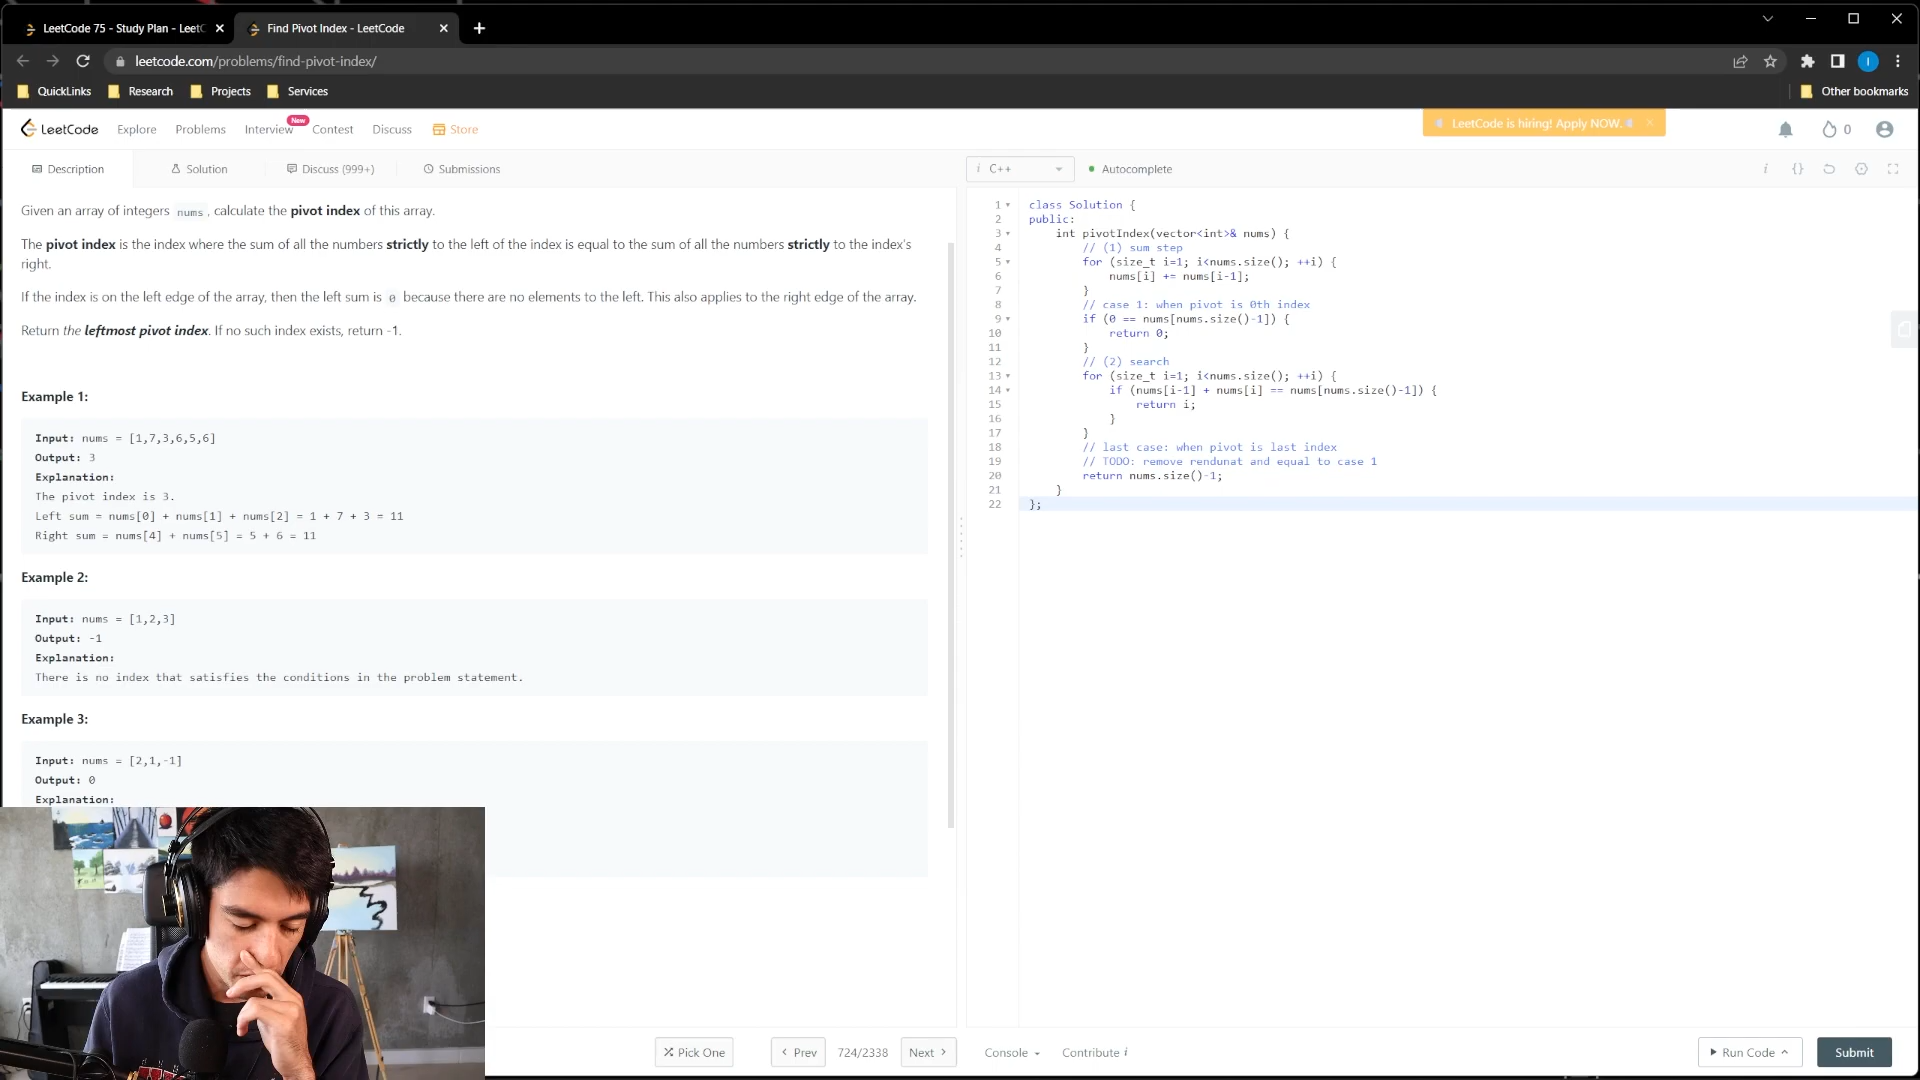 LeetCode 75 - Study Plan - LeetC
Find Pivot Index - LeetCode
leetcode.com/problems/find-pivot-index/
I
QuickLinks
Research
Projects
Services
Other bookmarks
LeetCode
Explore
Problems
Interview
New
Contest
Discuss
Store
LeetCode is hiring! Apply NOW.
0
Description
Solution
Discuss (999+)
Submissions
i C++
Autocomplete
i {}
Given an array of integers nums, calculate the pivot index of this array.
The pivot index is the index where the sum of all the numbers strictly to the left of the index is equal to the sum of all the numbers strictly to the index's
right.
If the index is on the left edge of the array, then the left sum is 0 because there are no elements to the left. This also applies to the right edge of the array.
Return the leftmost pivot index. If no such index exists, return -1.
Example 1:
Input: nums = [1,7,3,6,5,6]
Output: 3
Explanation:
The pivot index is 3.
Left sum = nums[0] + nums[1] + nums[2] = 1 + 7 + 3 = 11
Right sum = nums[4] + nums[5] = 5 + 6 = 11
Example 2:
Input: nums = [1,2,3]
Output: -1
Explanation:
There is no index that satisfies the conditions in the problem statement.
Example 3:
Input: nums = [2,1,-1]
Output: 0
Explanation:
1 class Solution {
2 public:
3 int pivotIndex(vector<int>& nums) {
4 // (1) sum step
5 for (size_t i=1; i<nums.size(); ++i) {
6 nums[i] += nums[i-1];
7 }
8 // case 1: when pivot is 0th index
9 if (0 == nums[nums.size()-1]) {
10 return 0;
11 }
12 // (2) search
13 for (size_t i=1; i<nums.size(); ++i) {
14 if (nums[i-1] + nums[i] == nums[nums.size()-1]) {
15 return i;
16 }
17 }
18 // last case: when pivot is last index
19 // TODO: remove rendunat and equal to case 1
20 return nums.size()-1;
21 }
22 };
Pick One
Prev
724/2338
Next
Console
Contribute i
Run Code
Submit